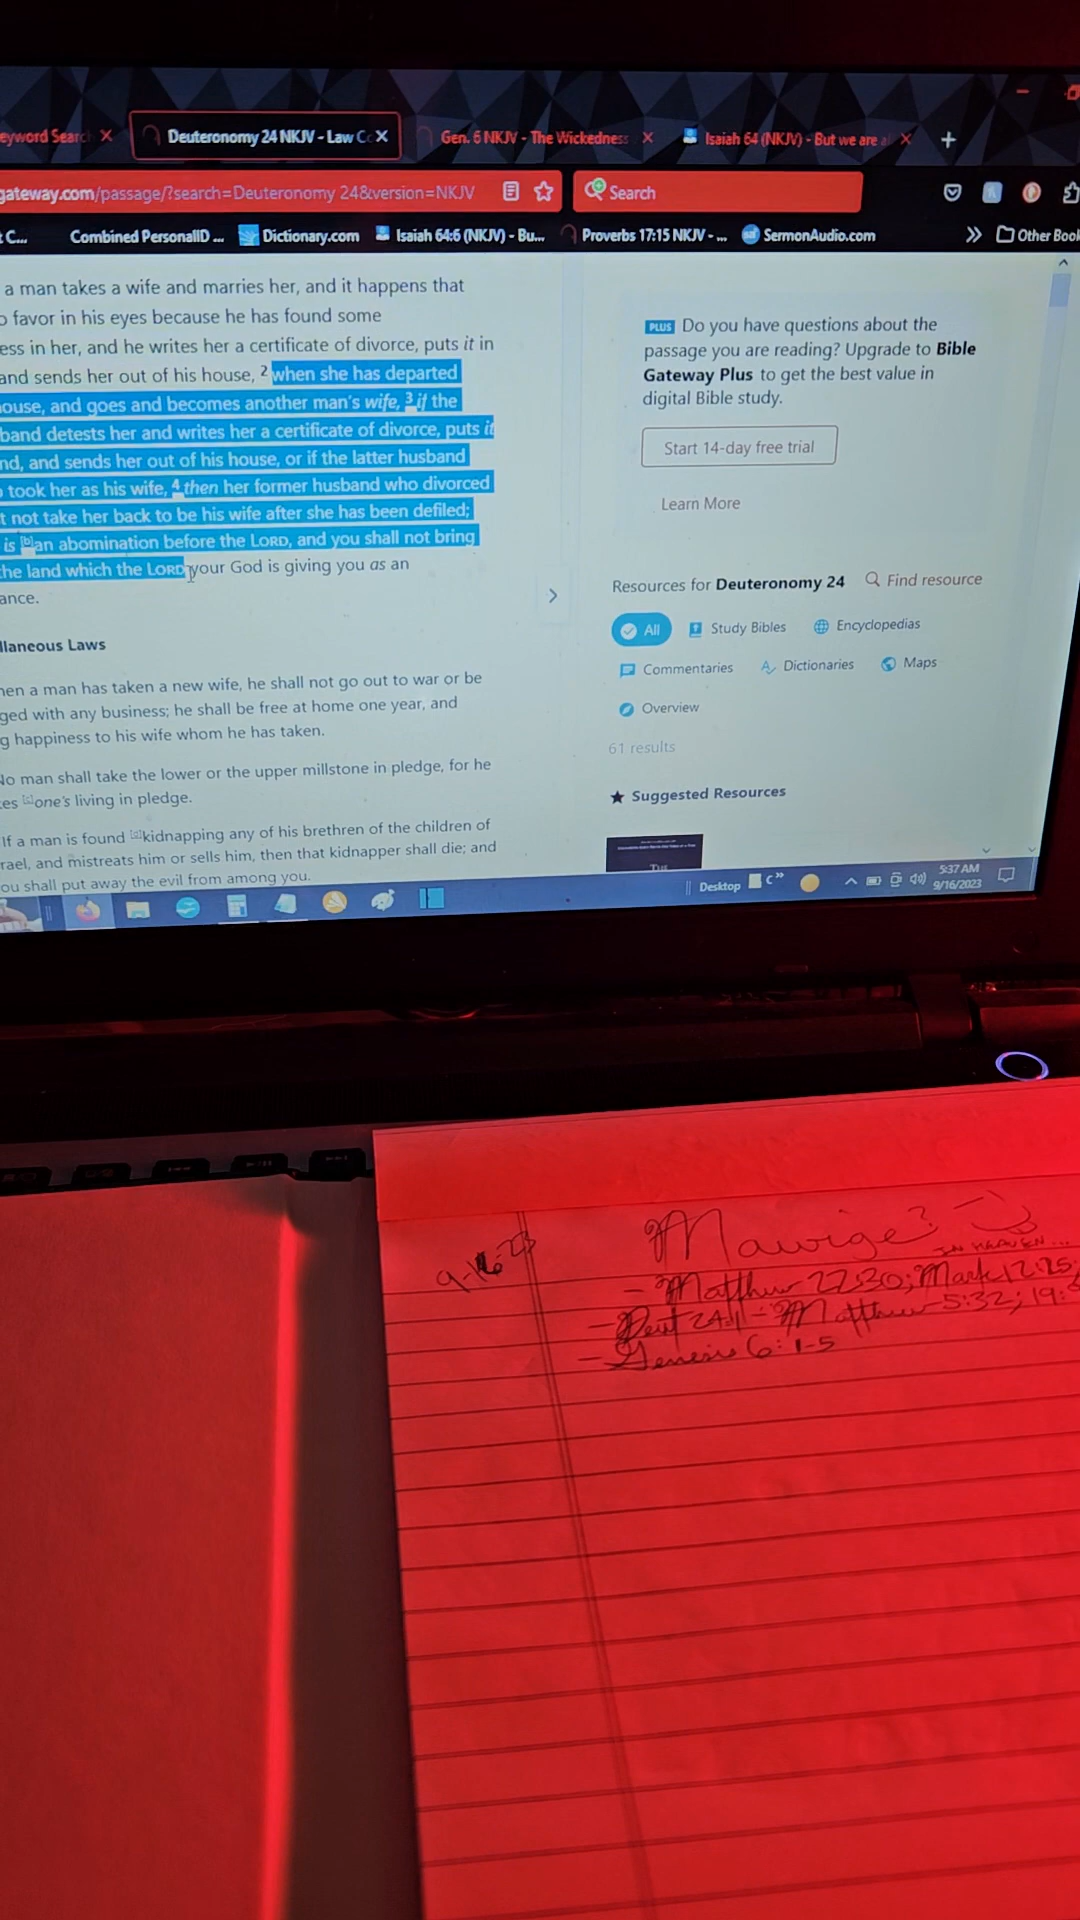 eyword Searc
Deuteronomy 24 NKJV - Law C
Gen. 6 NKJV - The Wickedness
Isaiah 64 (NKJV) - But we are a
gateway.com/passage/?search=Deuteronomy 24&version=NKJV
Search
C...
Combined PersonalID ...
Dictionary.com
Isaiah 64:6 (NKJV) - Bu...
Proverbs 17:15 NKJV - ...
SermonAudio.com
Other Book
a man takes a wife and marries her, and it happens that
o favor in his eyes because he has found some
ess in her, and he writes her a certificate of divorce, puts it in
and sends her out of his house, 2 when she has departed
ouse, and goes and becomes another man's wife, 3 if the
band detests her and writes her a certificate of divorce, puts it
nd, and sends her out of his house, or if the latter husband
o took her as his wife, 4 then her former husband who divorced
t not take her back to be his wife after she has been defiled;
is [b]an abomination before the LORD, and you shall not bring
the land which the LORD your God is giving you as an
ance.
llaneous Laws
hen a man has taken a new wife, he shall not go out to war or be
ged with any business; he shall be free at home one year, and
g happiness to his wife whom he has taken.
No man shall take the lower or the upper millstone in pledge, for he
es one's living in pledge.
If a man is found kidnapping any of his brethren of the children of
rael, and mistreats him or sells him, then that kidnapper shall die; and
ou shall put away the evil from among you.
PLUS Do you have questions about the
passage you are reading? Upgrade to Bible
Gateway Plus to get the best value in
digital Bible study.
Start 14-day free trial
Learn More
Resources for Deuteronomy 24
Find resource
All
Study Bibles
Encyclopedias
Commentaries
Dictionaries
Maps
Overview
61 results
Suggested Resources
Desktop
C
5:37 AM
9/16/2023
9-16-23
Mawige?
IN HEAVEN...
- Matthew 22:30; Mark 12:25;
- Deut 24:1 - Matthew 5:32; 19:
- Genesis 6:1-5